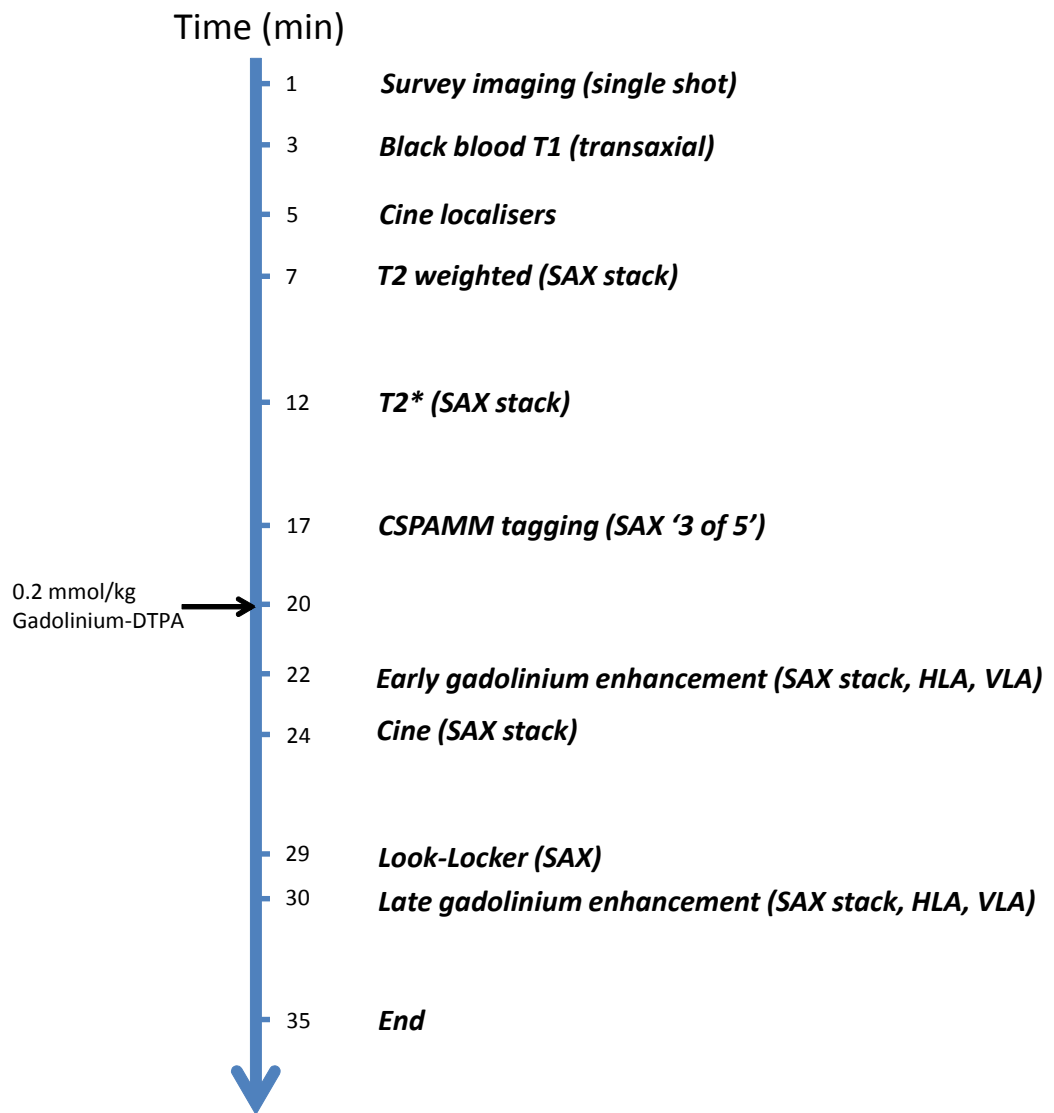 Time (min)
1 Survey imaging (single shot)
3 Black blood T1 (transaxial)
5 Cine localisers
7 T2 weighted (SAX stack)
12 T2* (SAX stack)
17 CSPAMM tagging (SAX ‘3 of 5’)
0.2 mmol/kg
Gadolinium-DTPA
20
22 Early gadolinium enhancement (SAX stack, HLA, VLA)
24 Cine (SAX stack)
29 Look-Locker (SAX)
30 Late gadolinium enhancement (SAX stack, HLA, VLA)
35 End